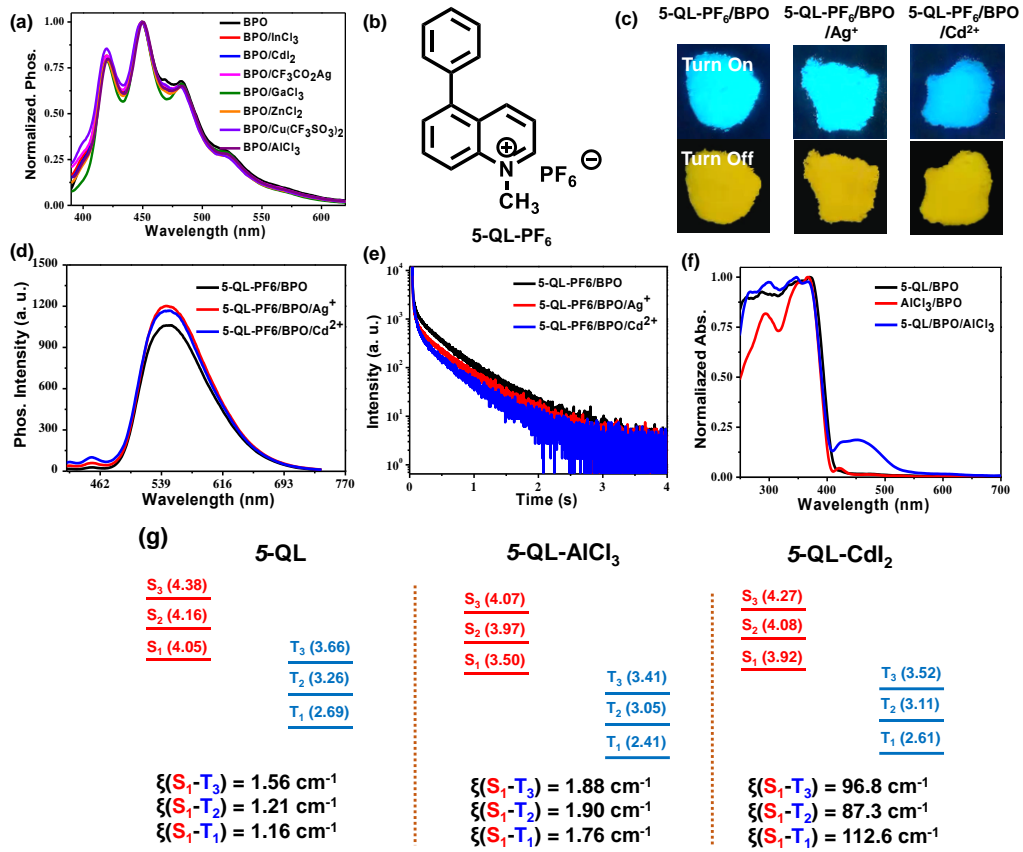 (a)
Normalized. Phos.
1.00
0.75
0.50
0.25
0.00
400
450
500
550
600
Wavelength (nm)
BPO
BPO/InCl3
BPO/CdI₂
BPO/CF₃CO₂Ag
BPO/GaCl₃
BPO/ZnCl₂
BPO/Cu(CF₃SO₃)₂
BPO/AlCl₃
(b)
N
+
CH₃
PF₆ ⊖
5-QL-PF₆
(c)
5-QL-PF₆/BPO
5-QL-PF₆/BPO
/Ag⁺
5-QL-PF₆/BPO
/Cd²⁺
Turn On
Turn Off
(d)
Phos. Intensity (a. u.)
1500
1200
900
600
300
0
462
539
616
693
770
Wavelength (nm)
5-QL-PF6/BPO
5-QL-PF6/BPO/Ag⁺
5-QL-PF6/BPO/Cd²⁺
(e)
Intensity (a. u.)
10⁴
10³
10²
10¹
10⁰
0
1
2
3
4
Time (s)
5-QL-PF6/BPO
5-QL-PF6/BPO/Ag⁺
5-QL-PF6/BPO/Cd²⁺
(f)
Normaliazed Abs.
1.00
0.75
0.50
0.25
0.00
300
400
500
600
700
Wavelength (nm)
5-QL/BPO
AlCl₃/BPO
5-QL/BPO/AlCl₃
(g)
5-QL
S₃ (4.38)
S₂ (4.16)
S₁ (4.05)
T₃ (3.66)
T₂ (3.26)
T₁ (2.69)
ξ(S₁-T₃) = 1.56 cm⁻¹
ξ(S₁-T₂) = 1.21 cm⁻¹
ξ(S₁-T₁) = 1.16 cm⁻¹
5-QL-AlCl₃
S₃ (4.07)
S₂ (3.97)
S₁ (3.50)
T₃ (3.41)
T₂ (3.05)
T₁ (2.41)
ξ(S₁-T₃) = 1.88 cm⁻¹
ξ(S₁-T₂) = 1.90 cm⁻¹
ξ(S₁-T₁) = 1.76 cm⁻¹
5-QL-CdI₂
S₃ (4.27)
S₂ (4.08)
S₁ (3.92)
T₃ (3.52)
T₂ (3.11)
T₁ (2.61)
ξ(S₁-T₃) = 96.8 cm⁻¹
ξ(S₁-T₂) = 87.3 cm⁻¹
ξ(S₁-T₁) = 112.6 cm⁻¹